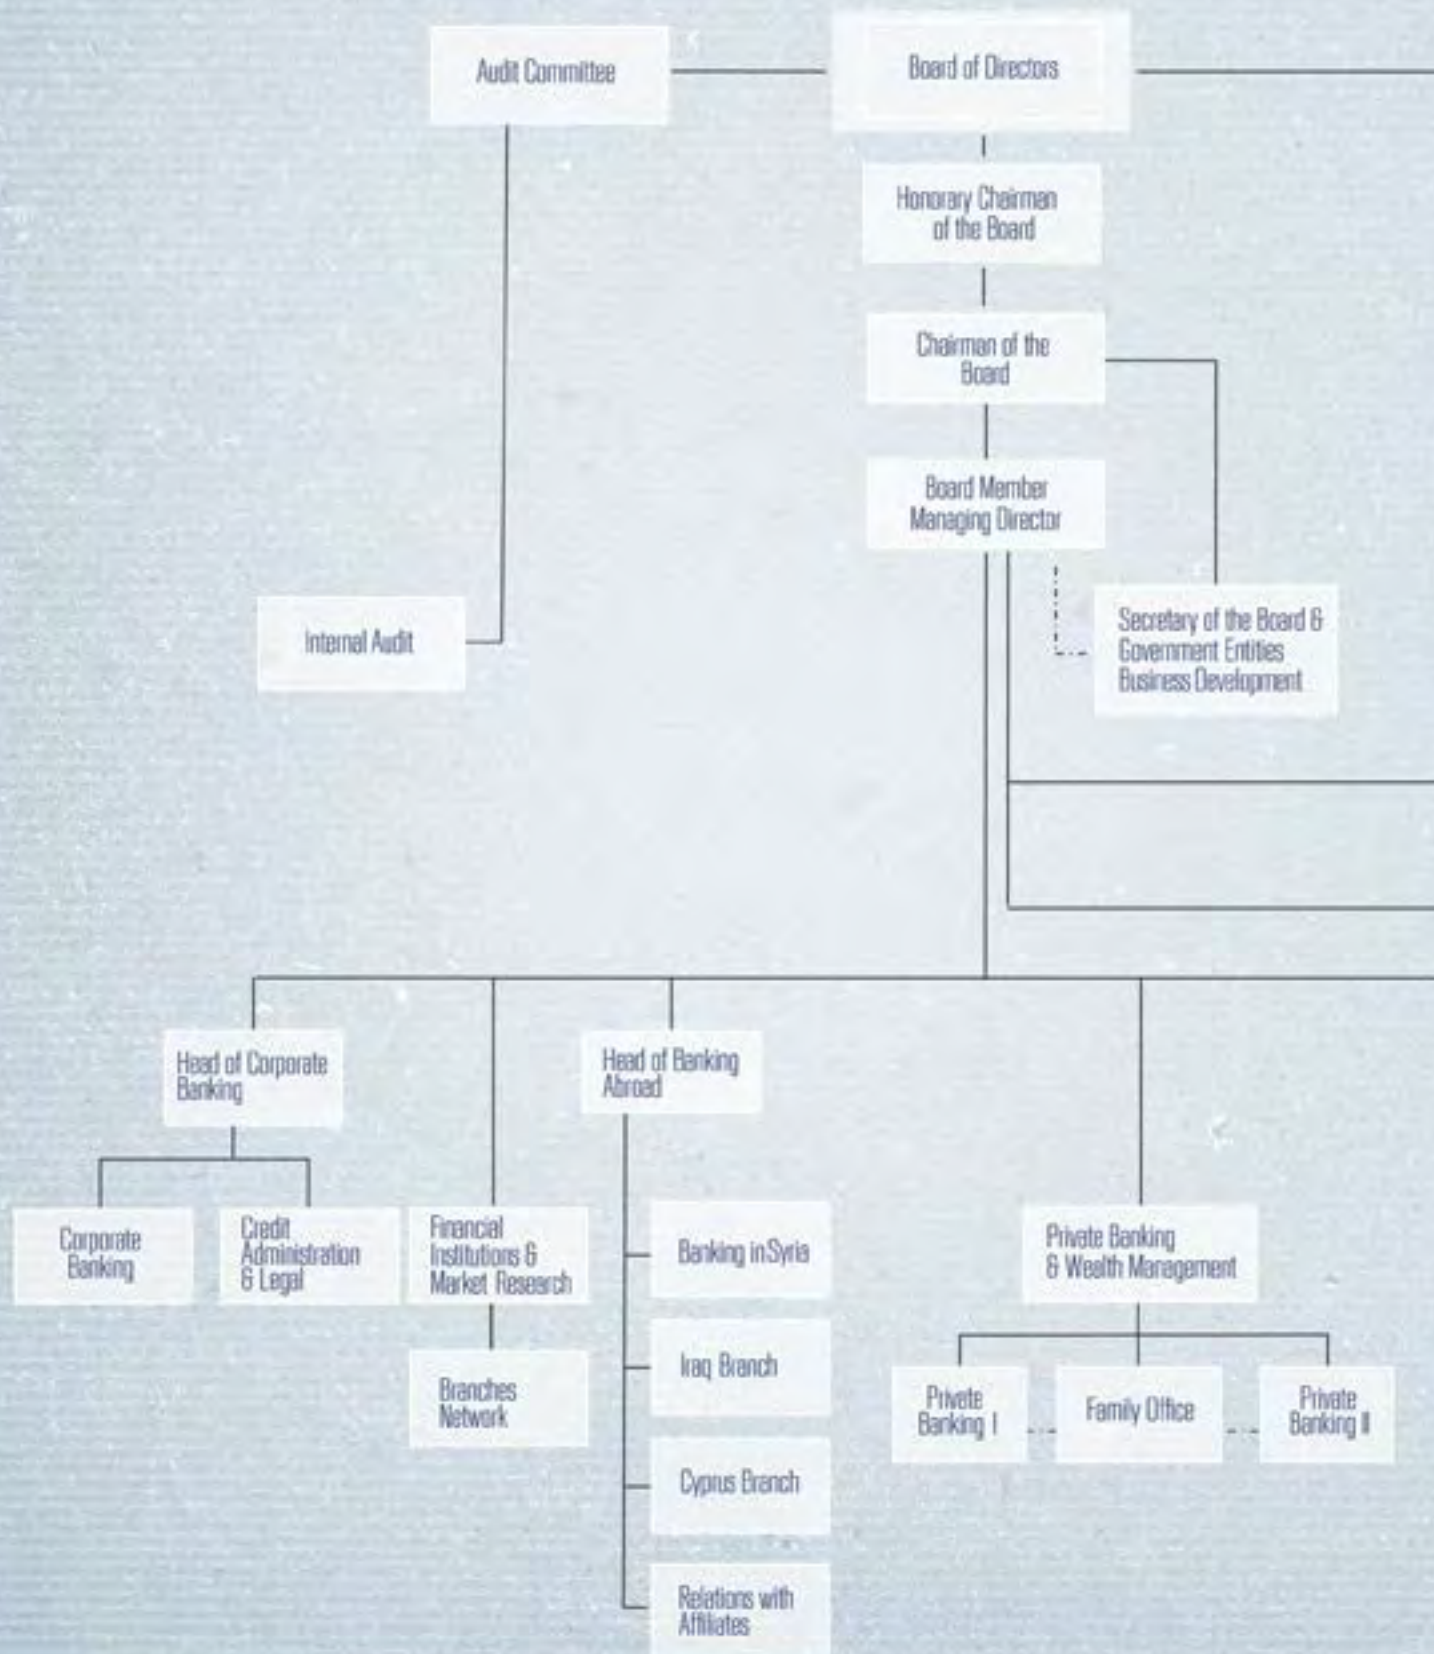 Audit Committee
Board of Directors
Honorary Chairman
of the Board
Chairman of the
Board
Board Member
Managing Director
Internal Audit
Secretary of the Board &
Government Entities
Business Development
Head of Corporate
Banking
Head of Banking
Abroad
Corporate
Banking
Credit
Administration
& Legal
Financial
Institutions &
Market Research
Branches
Network
Banking in Syria
Iraq Branch
Cyprus Branch
Relations with
Affiliates
Private Banking
& Wealth Management
Private
Banking I
Family Office
Private
Banking II